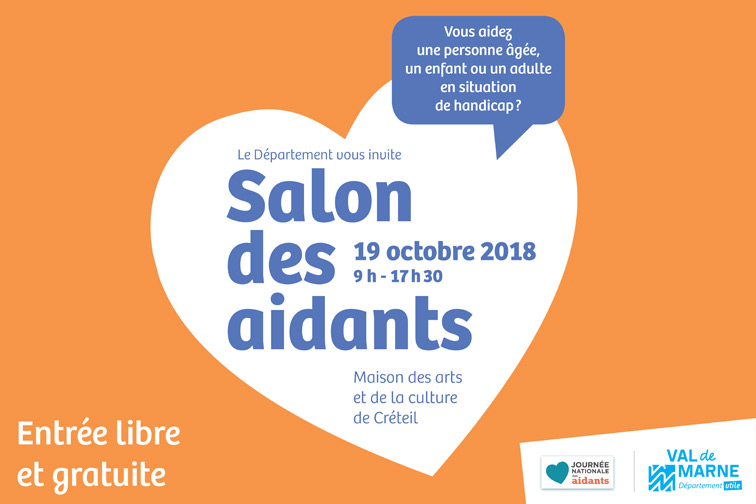 Vous aidez
une personne âgée,
un enfant ou un adulte
en situation
de handicap ?
Le Département vous invite
Salon
des
19 octobre 2018
9 h - 17 h 30
aidants
Maison des arts
et de la culture
de Créteil
Entrée libre
et gratuite
JOURNÉE
NATIONALE
des
aidants
VAL de
MARNE
Département utile